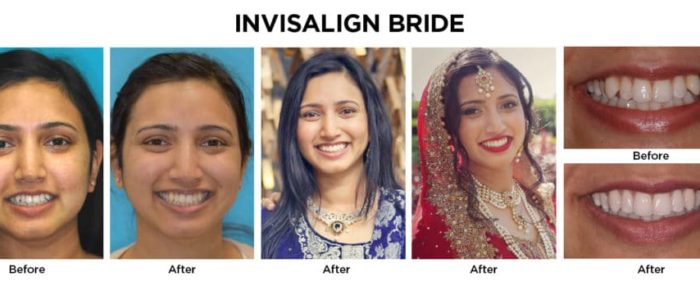 INVISALIGN BRIDE
Before
After
After
After
Before
After